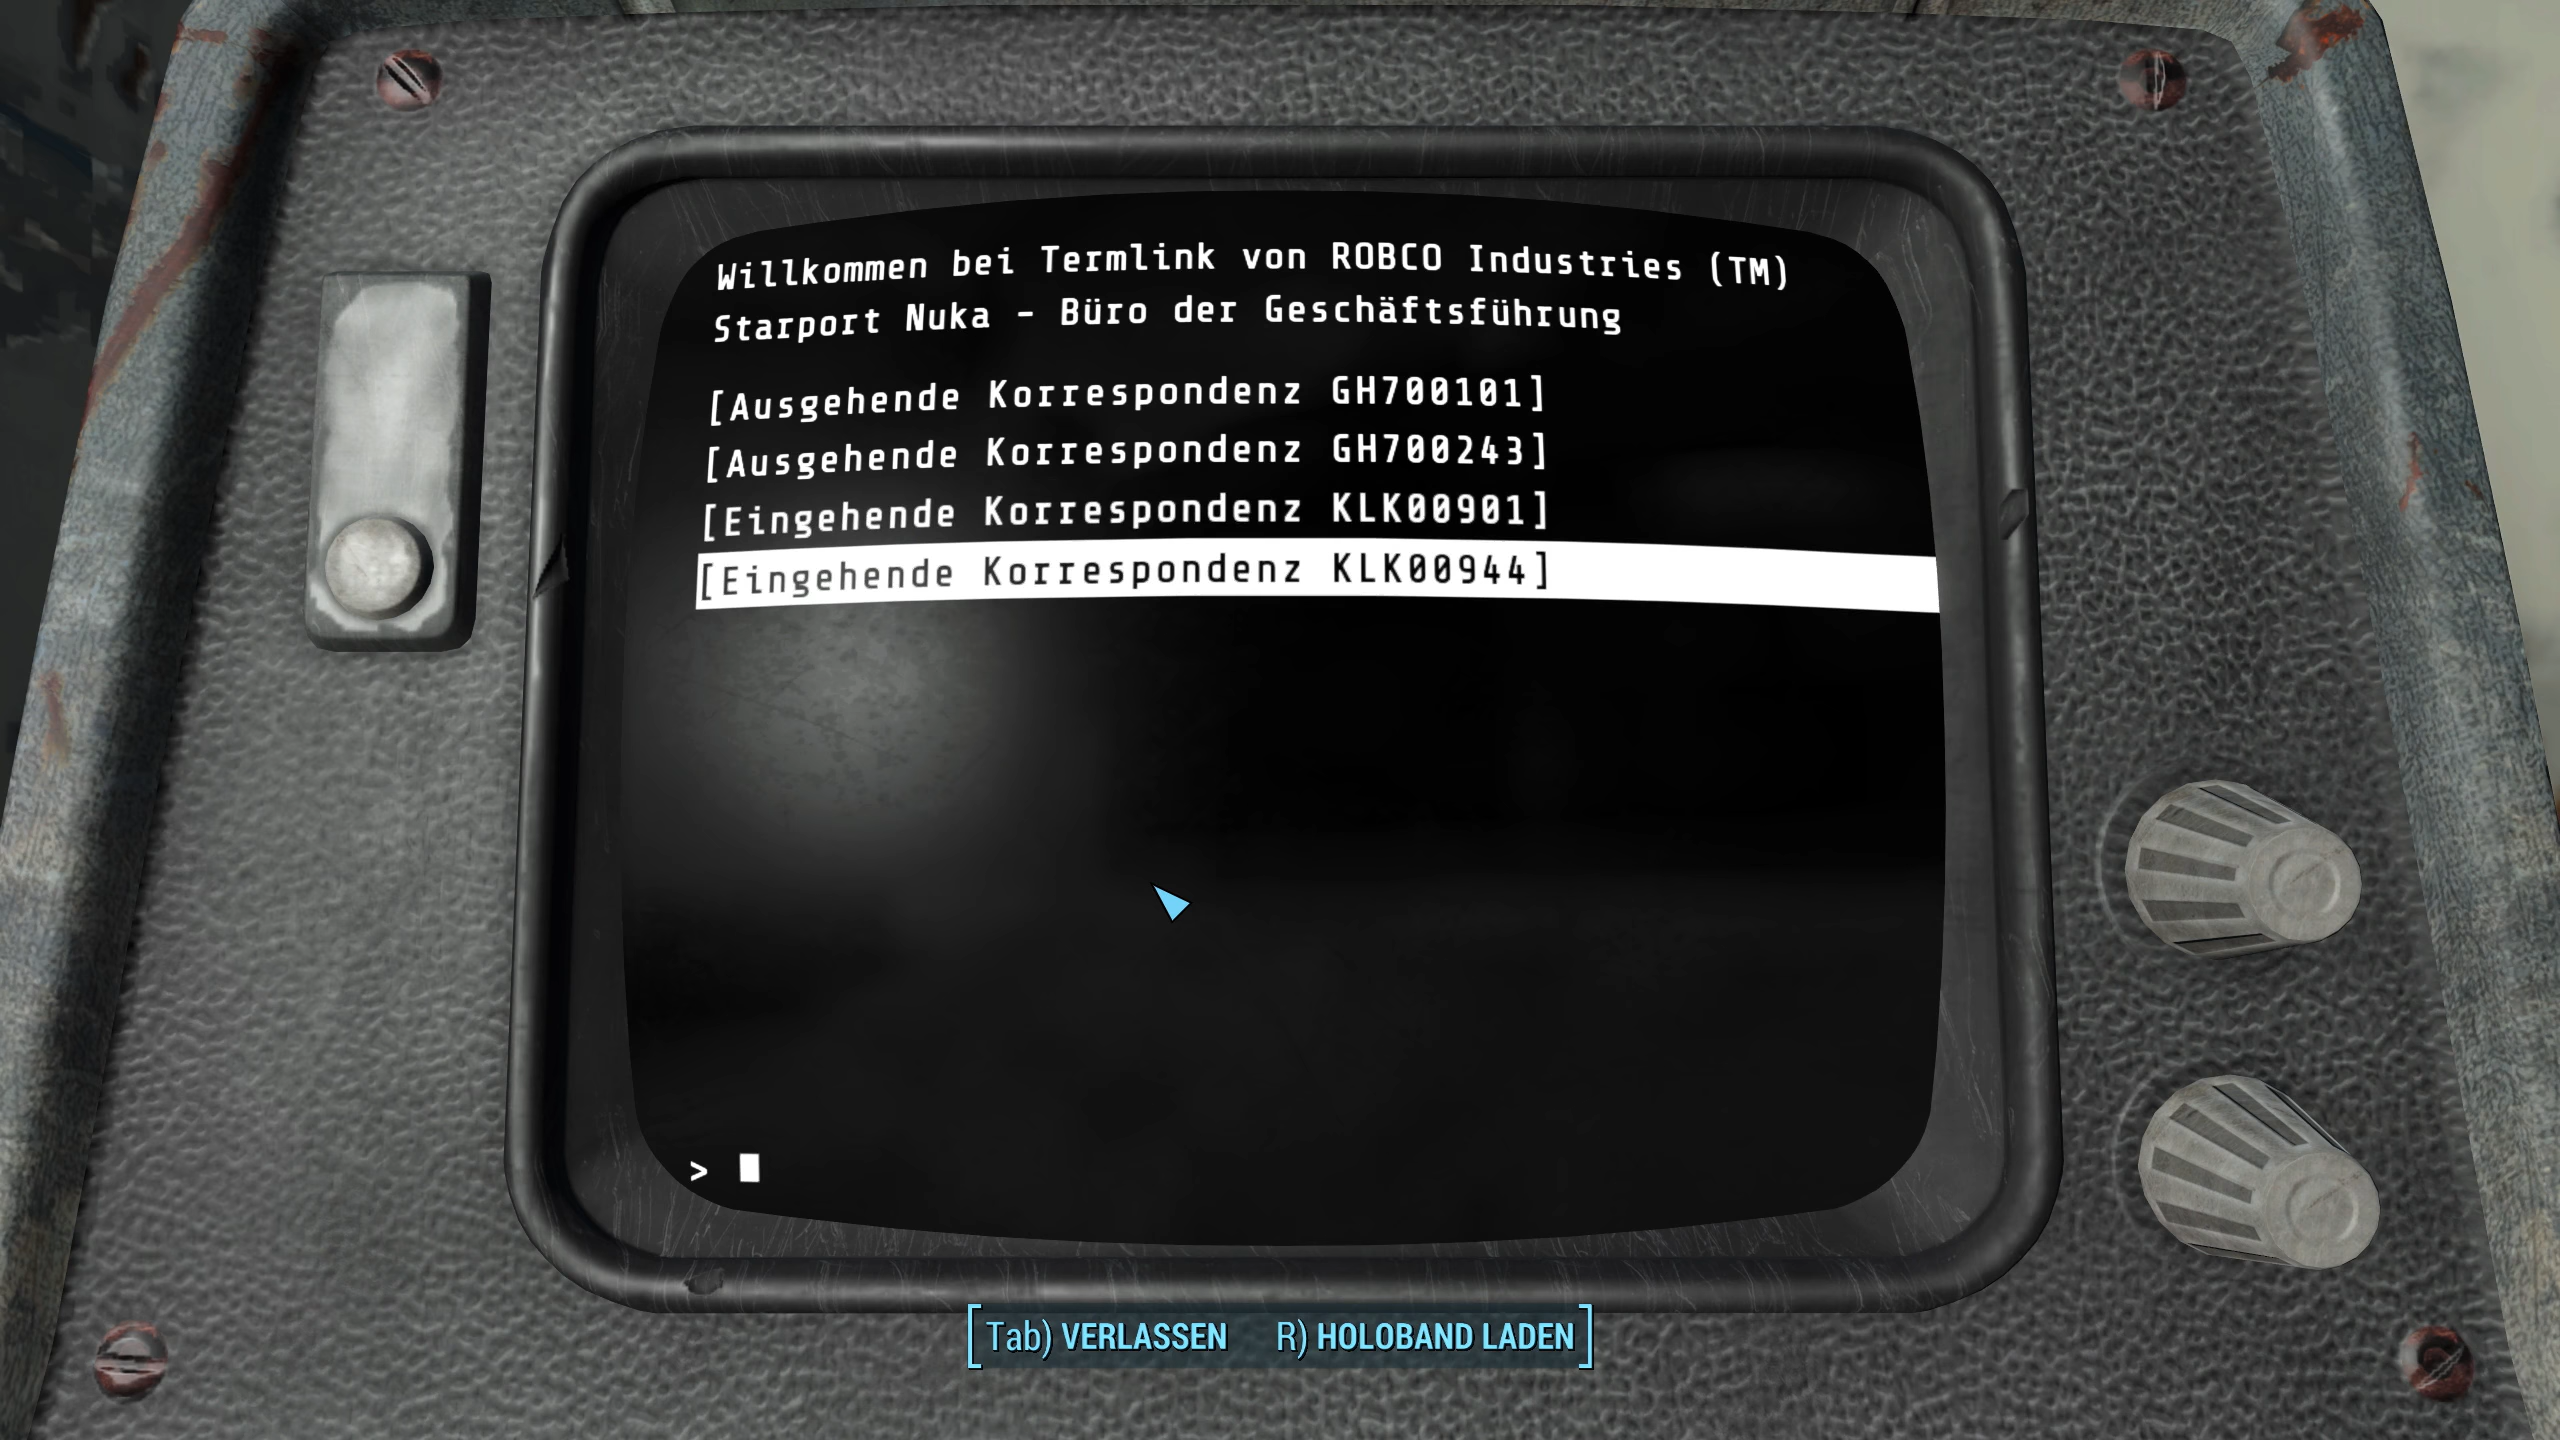 Willkommen bei Termlink von ROBCO Industries (TM)
Starport Nuka - Büro der Geschäftsführung
[Ausgehende Korrespondenz GH700101]
[Ausgehende Korrespondenz GH700243]
[Eingehende Korrespondenz KLK00901]
[Eingehende Korrespondenz KLK00944]
>
[Tab) VERLASSEN R) HOLOBAND LADEN]